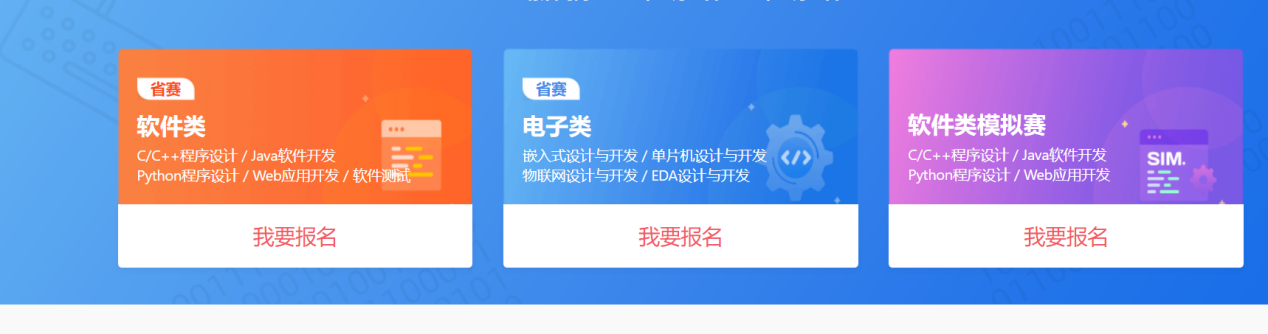 省赛
软件类
C/C++程序设计 / Java软件开发
Python程序设计 / Web应用开发 / 软件测试
我要报名
省赛
电子类
嵌入式设计与开发 / 单片机设计与开发
物联网设计与开发 / EDA设计与开发
我要报名
软件类模拟赛
C/C++程序设计 / Java软件开发
Python程序设计 / Web应用开发
SIM.
我要报名